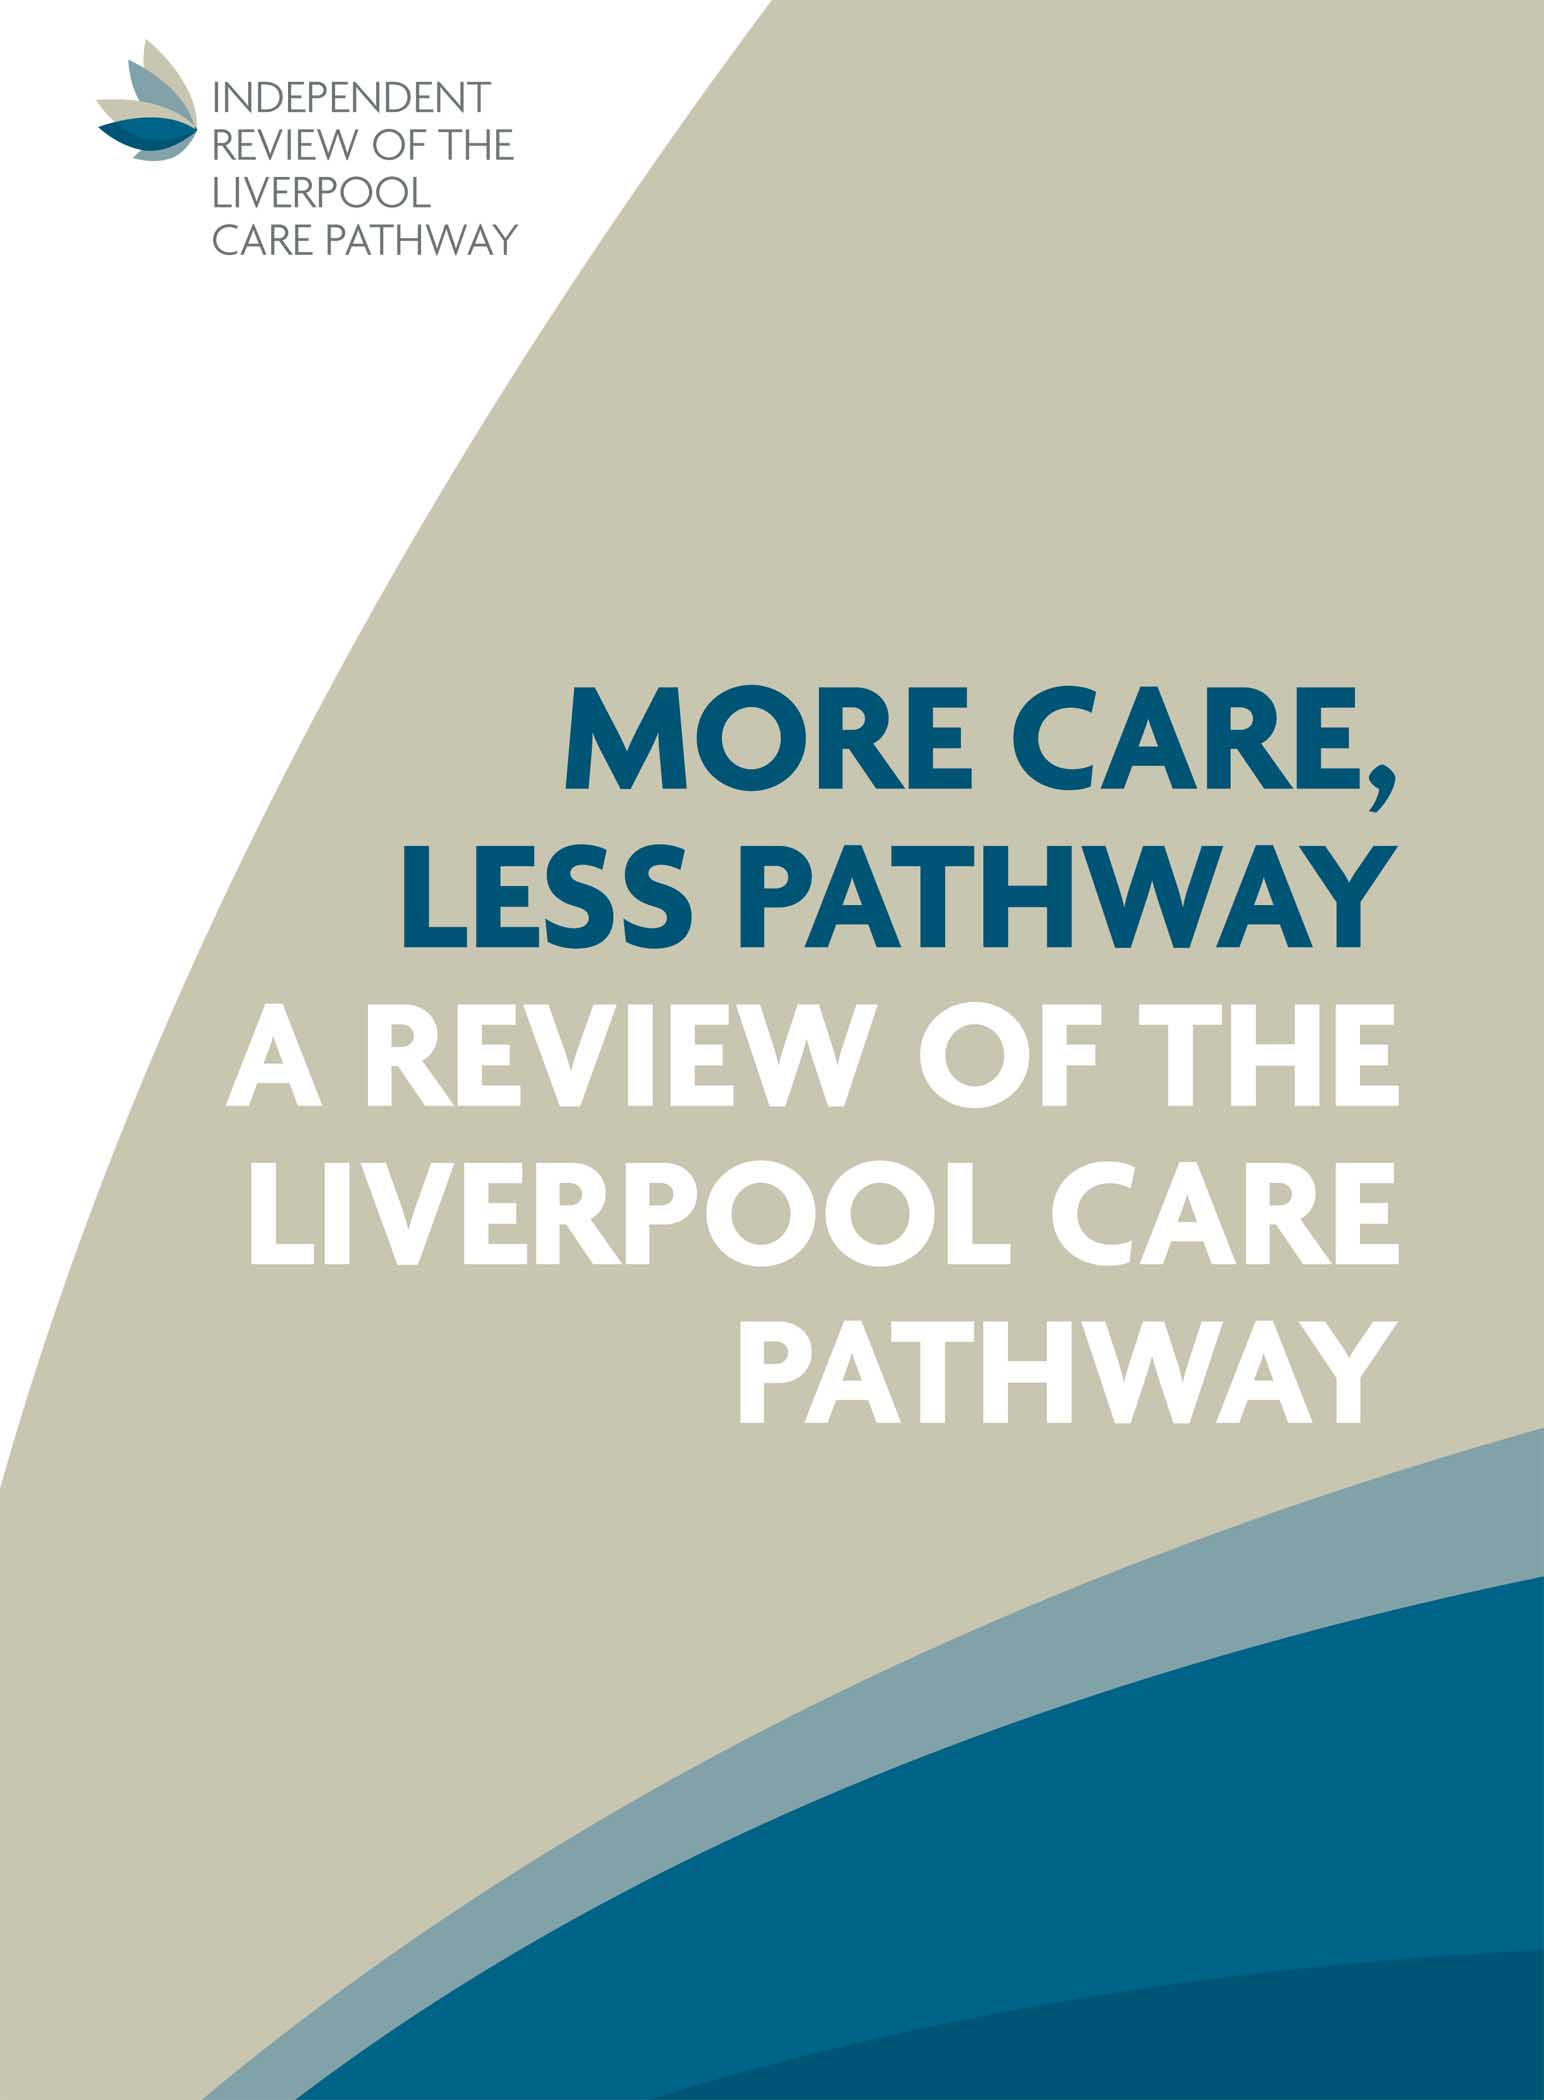 INDEPENDENT
REVIEW OF THE
LIVERPOOL
CARE PATHWAY
MORE CARE,
LESS PATHWAY
A REVIEW OF THE
LIVERPOOL CARE
PATHWAY